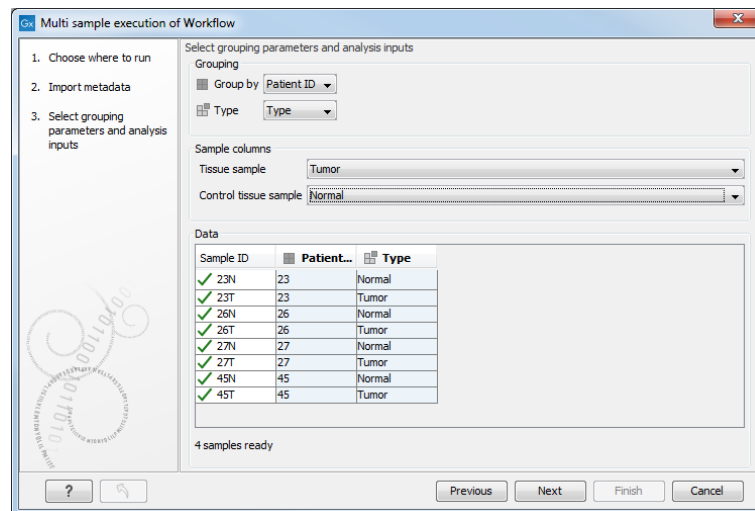 Gx Multi sample execution of Workflow
1. Choose where to run
2. Import metadata
3. Select grouping
parameters and analysis
inputs
Select grouping parameters and analysis inputs
Grouping
Group by Patient ID
Type Type
Sample columns
Tissue sample Tumor
Control tissue sample Normal
Data
Sample ID Patient... Type
23N 23 Normal
23T 23 Tumor
26N 26 Normal
26T 26 Tumor
27N 27 Normal
27T 27 Tumor
45N 45 Normal
45T 45 Tumor
4 samples ready
? Previous Next Finish Cancel